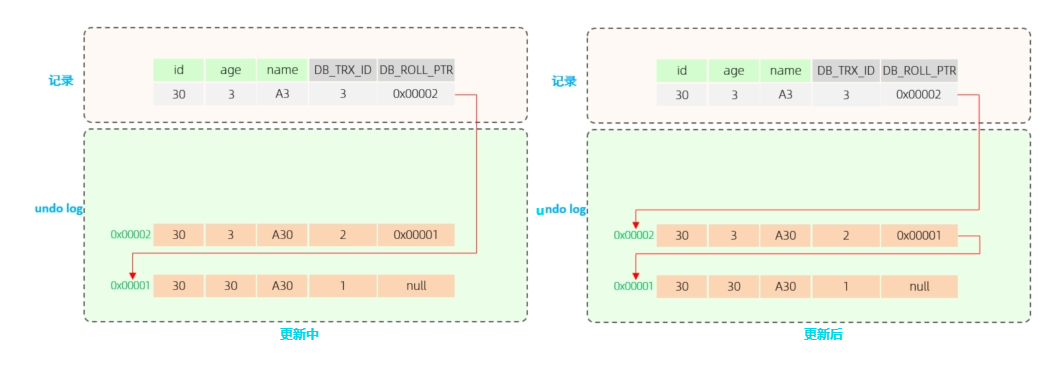 记录
id age name DB_TRX_ID DB_ROLL_PTR
30 3 A3 3 0x00002
undo log
0x00002 30 3 A30 2 0x00001
0x00001 30 30 A30 1 null
更新中
记录
id age name DB_TRX_ID DB_ROLL_PTR
30 3 A3 3 0x00002
undo log
0x00002 30 3 A30 2 0x00001
0x00001 30 30 A30 1 null
更新后